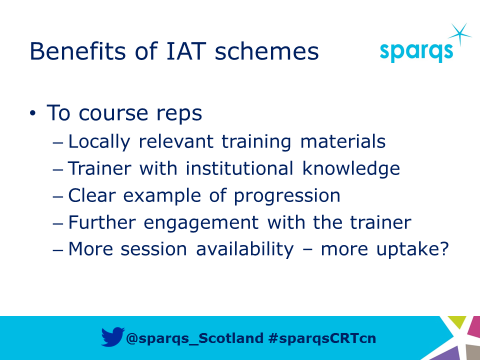 Benefits of IAT schemes
sparqs
• To course reps
– Locally relevant training materials
– Trainer with institutional knowledge
– Clear example of progression
– Further engagement with the trainer
– More session availability – more uptake?
@sparqs_Scotland #sparqsCRTcn